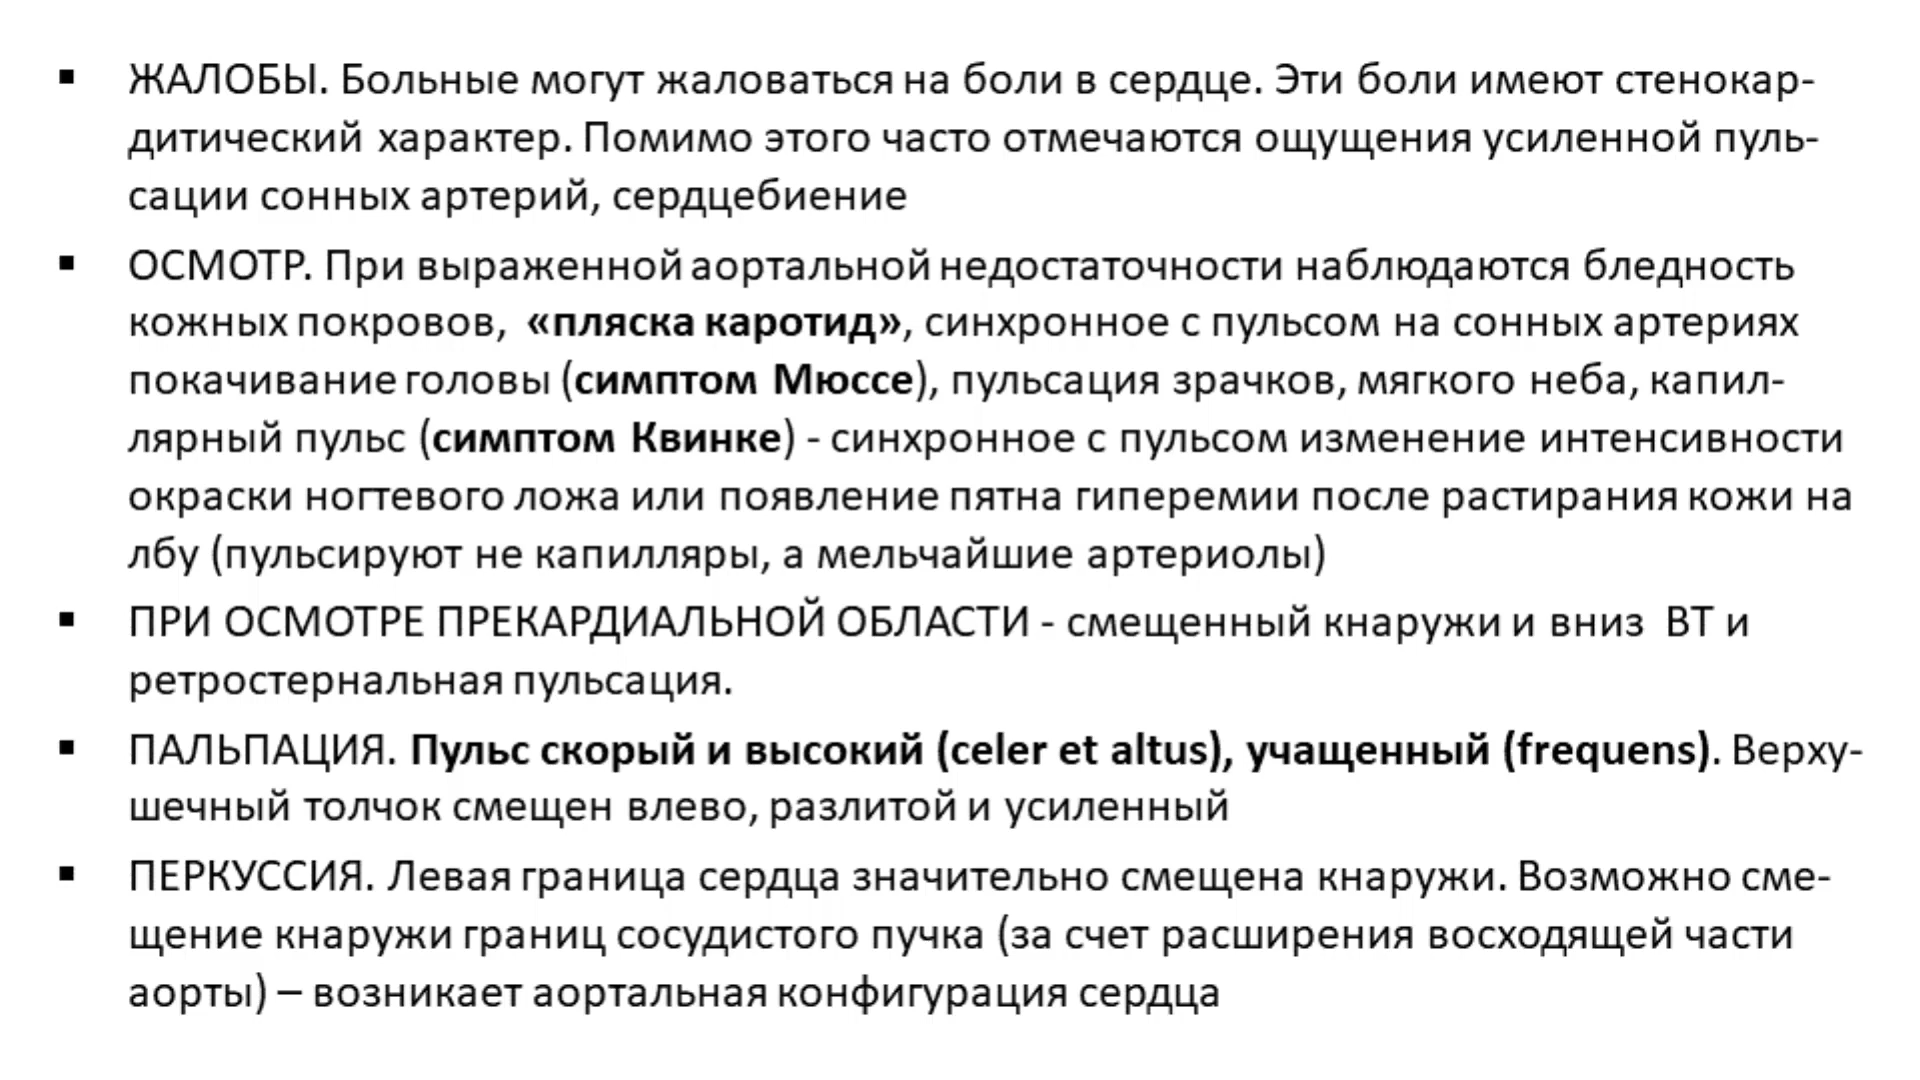 ▪ ЖАЛОБЫ. Больные могут жаловаться на боли в сердце. Эти боли имеют стенокар-
дитический характер. Помимо этого часто отмечаются ощущения усиленной пуль-
сации сонных артерий, сердцебиение
▪ ОСМОТР. При выраженной аортальной недостаточности наблюдаются бледность
кожных покровов, «пляска каротид», синхронное с пульсом на сонных артериях
покачивание головы (симптом Мюссе), пульсация зрачков, мягкого неба, капил-
лярный пульс (симптом Квинке) - синхронное с пульсом изменение интенсивности
окраски ногтевого ложа или появление пятна гиперемии после растирания кожи на
лбу (пульсируют не капилляры, а мельчайшие артериолы)
▪ ПРИ ОСМОТРЕ ПРЕКАРДИАЛЬНОЙ ОБЛАСТИ - смещенный кнаружи и вниз ВТ и
ретростернальная пульсация.
▪ ПАЛЬПАЦИЯ. Пульс скорый и высокий (celer et altus), учащенный (frequens). Верху-
шечный толчок смещен влево, разлитой и усиленный
▪ ПЕРКУССИЯ. Левая граница сердца значительно смещена кнаружи. Возможно сме-
щение кнаружи границ сосудистого пучка (за счет расширения восходящей части
аорты) – возникает аортальная конфигурация сердца